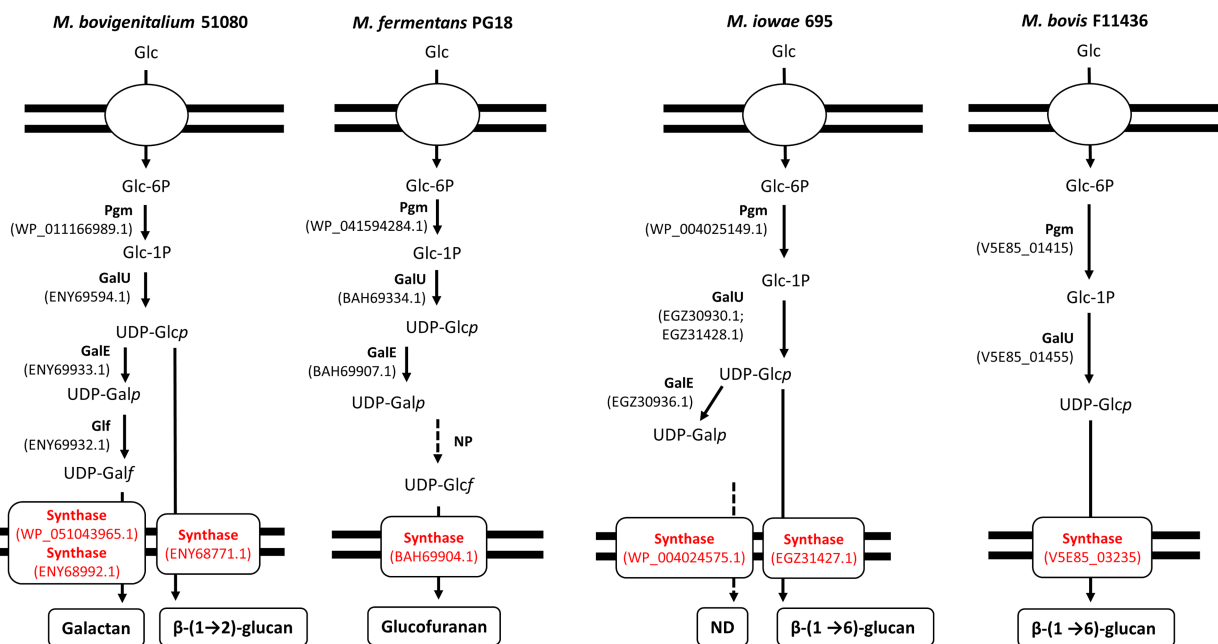 M. bovigenitalium 51080
Glc
Glc-6P
Pgm
(WP_011166989.1)
Glc-1P
GalU
(ENY69594.1)
UDP-Glcp
GalE
(ENY69933.1)
UDP-Galp
Glf
(ENY69932.1)
UDP-Galf
Synthase
(WP_051043965.1)
Synthase
(ENY68992.1)
Synthase
(ENY68771.1)
Galactan
β-(1→2)-glucan
M. fermentans PG18
Glc
Glc-6P
Pgm
(WP_041594284.1)
Glc-1P
GalU
(BAH69334.1)
UDP-Glcp
GalE
(BAH69907.1)
UDP-Galp
NP
UDP-Glcf
Synthase
(BAH69904.1)
Glucofuranan
M. iowae 695
Glc
Glc-6P
Pgm
(WP_004025149.1)
Glc-1P
GalU
(EGZ30930.1;
EGZ31428.1)
UDP-Glcp
GalE
(EGZ30936.1)
UDP-Galp
Synthase
(WP_004024575.1)
Synthase
(EGZ31427.1)
ND
β-(1 →6)-glucan
M. bovis F11436
Glc
Glc-6P
Pgm
(V5E85_01415)
Glc-1P
GalU
(V5E85_01455)
UDP-Glcp
Synthase
(V5E85_03235)
β-(1 →6)-glucan